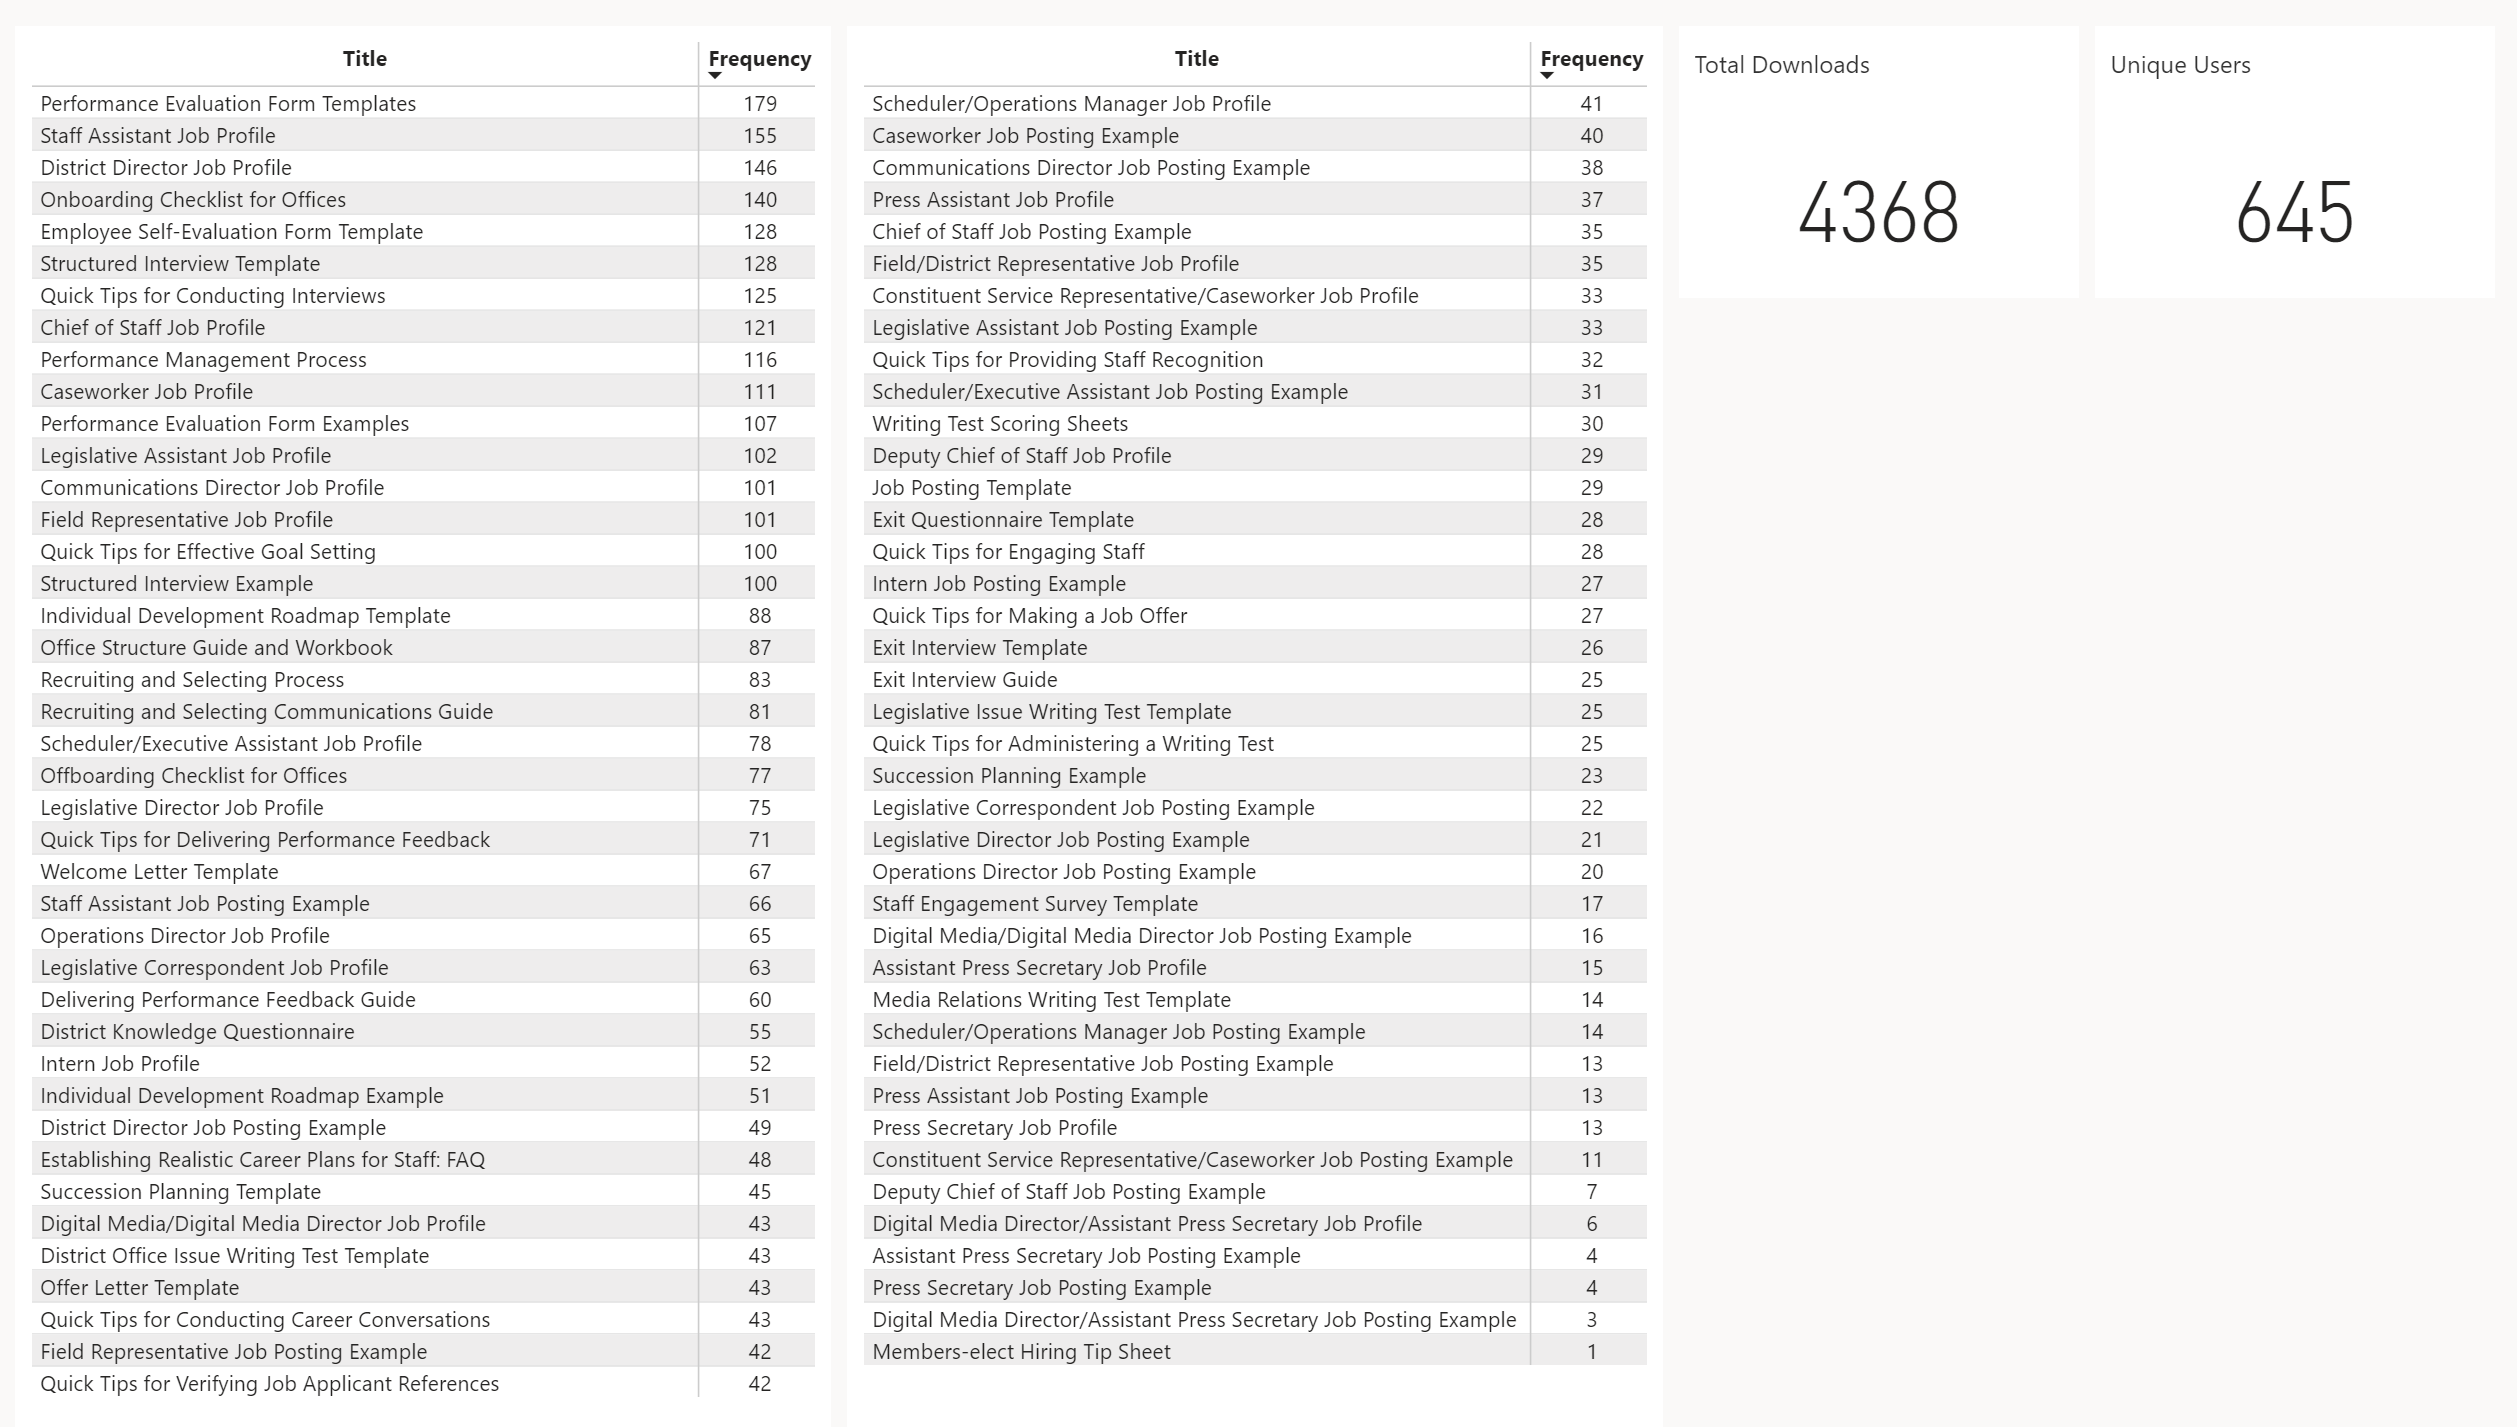 Title Frequency
Performance Evaluation Form Templates 179
Staff Assistant Job Profile 155
District Director Job Profile 146
Onboarding Checklist for Offices 140
Employee Self-Evaluation Form Template 128
Structured Interview Template 128
Quick Tips for Conducting Interviews 125
Chief of Staff Job Profile 121
Performance Management Process 116
Caseworker Job Profile 111
Performance Evaluation Form Examples 107
Legislative Assistant Job Profile 102
Communications Director Job Profile 101
Field Representative Job Profile 101
Quick Tips for Effective Goal Setting 100
Structured Interview Example 100
Individual Development Roadmap Template 88
Office Structure Guide and Workbook 87
Recruiting and Selecting Process 83
Recruiting and Selecting Communications Guide 81
Scheduler/Executive Assistant Job Profile 78
Offboarding Checklist for Offices 77
Legislative Director Job Profile 75
Quick Tips for Delivering Performance Feedback 71
Welcome Letter Template 67
Staff Assistant Job Posting Example 66
Operations Director Job Profile 65
Legislative Correspondent Job Profile 63
Delivering Performance Feedback Guide 60
District Knowledge Questionnaire 55
Intern Job Profile 52
Individual Development Roadmap Example 51
District Director Job Posting Example 49
Establishing Realistic Career Plans for Staff: FAQ 48
Succession Planning Template 45
Digital Media/Digital Media Director Job Profile 43
District Office Issue Writing Test Template 43
Offer Letter Template 43
Quick Tips for Conducting Career Conversations 43
Field Representative Job Posting Example 42
Quick Tips for Verifying Job Applicant References 42
Title Frequency
Scheduler/Operations Manager Job Profile 41
Caseworker Job Posting Example 40
Communications Director Job Posting Example 38
Press Assistant Job Profile 37
Chief of Staff Job Posting Example 35
Field/District Representative Job Profile 35
Constituent Service Representative/Caseworker Job Profile 33
Legislative Assistant Job Posting Example 33
Quick Tips for Providing Staff Recognition 32
Scheduler/Executive Assistant Job Posting Example 31
Writing Test Scoring Sheets 30
Deputy Chief of Staff Job Profile 29
Job Posting Template 29
Exit Questionnaire Template 28
Quick Tips for Engaging Staff 28
Intern Job Posting Example 27
Quick Tips for Making a Job Offer 27
Exit Interview Template 26
Exit Interview Guide 25
Legislative Issue Writing Test Template 25
Quick Tips for Administering a Writing Test 25
Succession Planning Example 23
Legislative Correspondent Job Posting Example 22
Legislative Director Job Posting Example 21
Operations Director Job Posting Example 20
Staff Engagement Survey Template 17
Digital Media/Digital Media Director Job Posting Example 16
Assistant Press Secretary Job Profile 15
Media Relations Writing Test Template 14
Scheduler/Operations Manager Job Posting Example 14
Field/District Representative Job Posting Example 13
Press Assistant Job Posting Example 13
Press Secretary Job Profile 13
Constituent Service Representative/Caseworker Job Posting Example 11
Deputy Chief of Staff Job Posting Example 7
Digital Media Director/Assistant Press Secretary Job Profile 6
Assistant Press Secretary Job Posting Example 4
Press Secretary Job Posting Example 4
Digital Media Director/Assistant Press Secretary Job Posting Example 3
Members-elect Hiring Tip Sheet 1
Total Downloads
4368
Unique Users
645